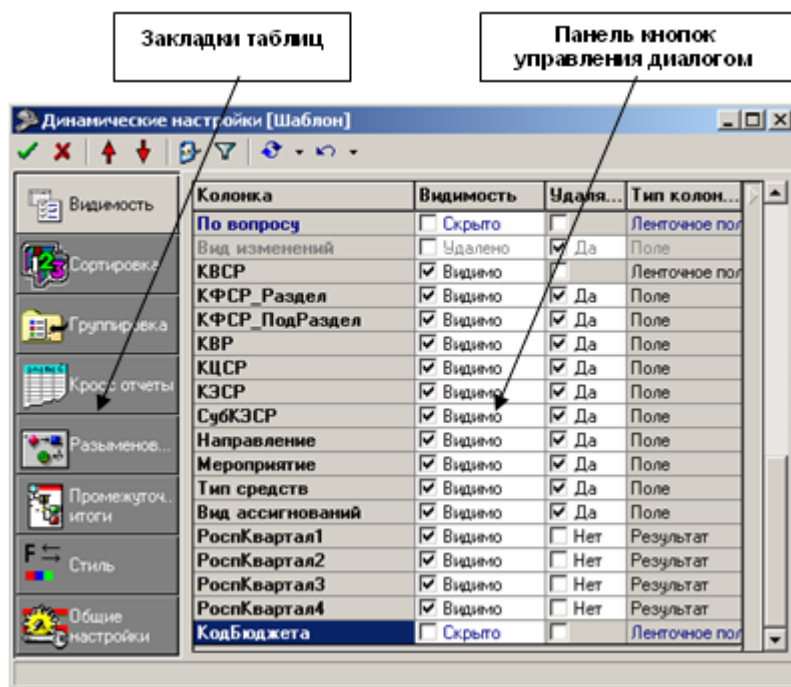 Закладки таблиц
Панель кнопок
управления диалогом
Динамические настройки [Шаблон]
Видимость
Сортировка
Группировка
Кросс отчеты
Разыменов...
Промежуточ..
итоги
Стиль
Общие
настройки
Колонка Видимость Удаля... Тип колон...
По вопросу Скрыто Ленточное пол
Вид изменений Удалено Да Поле
КВСР Видимо Ленточное пол
КФСР_Раздел Видимо Да Поле
КФСР_ПодРаздел Видимо Да Поле
КВР Видимо Да Поле
КЦСР Видимо Да Поле
КЭСР Видимо Да Поле
СубКЭСР Видимо Да Поле
Направление Видимо Да Поле
Мероприятие Видимо Да Поле
Тип средств Видимо Да Поле
Вид ассигнований Видимо Да Поле
РоспКвартал1 Видимо Нет Результат
РоспКвартал2 Видимо Нет Результат
РоспКвартал3 Видимо Нет Результат
РоспКвартал4 Видимо Нет Результат
КодБюджета Скрыто Ленточное пол